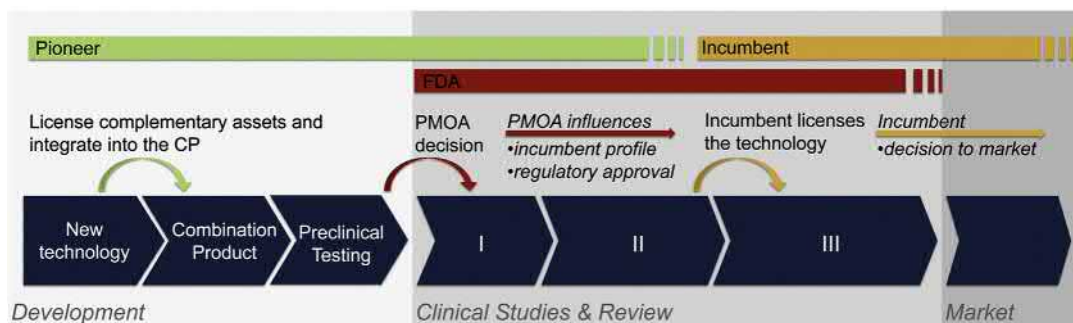 Pioneer
Incumbent
FDA
License complementary assets and
integrate into the CP
PMOA
decision
PMOA influences
•incumbent profile
•regulatory approval
Incumbent licenses
the technology
Incumbent
•decision to market
New
technology
Combination
Product
Preclinical
Testing
I
II
III
Development
Clinical Studies & Review
Market